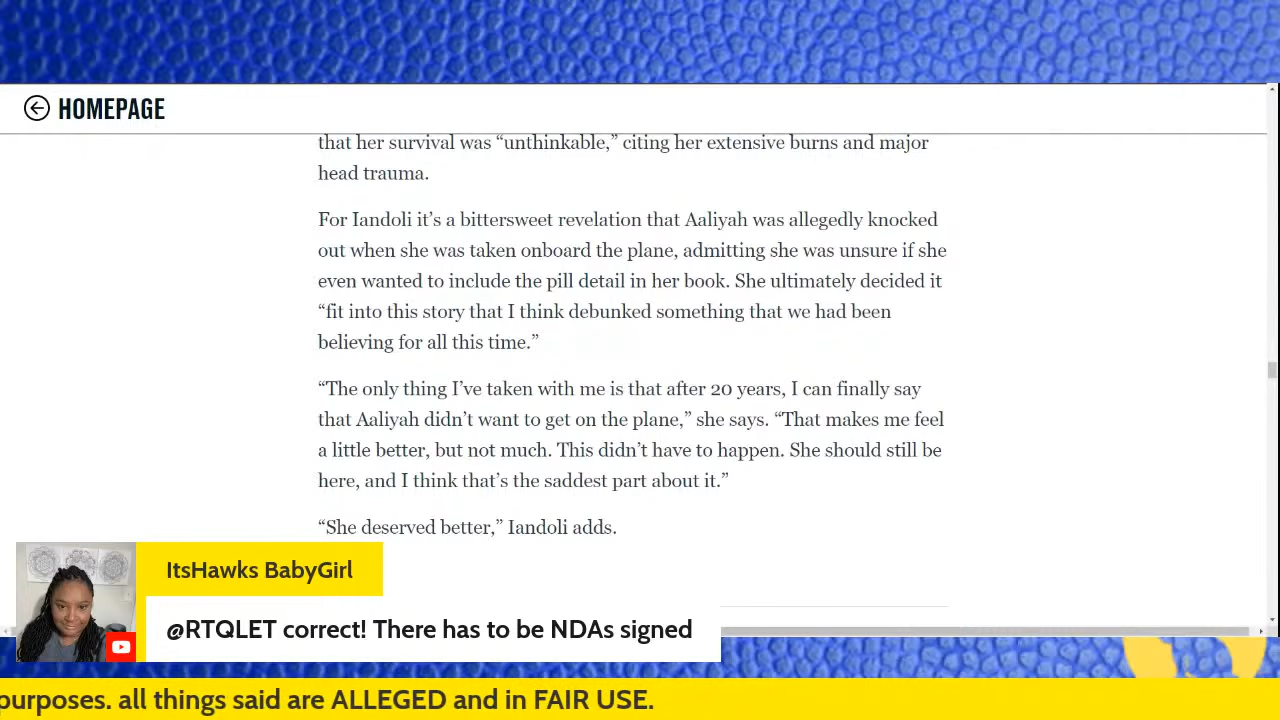 HOMEPAGE
that her survival was “unthinkable,” citing her extensive burns and major
head trauma.
For Iandoli it’s a bittersweet revelation that Aaliyah was allegedly knocked
out when she was taken onboard the plane, admitting she was unsure if she
even wanted to include the pill detail in her book. She ultimately decided it
“fit into this story that I think debunked something that we had been
believing for all this time.”
“The only thing I’ve taken with me is that after 20 years, I can finally say
that Aaliyah didn’t want to get on the plane,” she says. “That makes me feel
a little better, but not much. This didn’t have to happen. She should still be
here, and I think that’s the saddest part about it.”
“She deserved better,” Iandoli adds.
ItsHawks BabyGirl
@RTQLET correct! There has to be NDAs signed
purposes. all things said are ALLEGED and in FAIR USE.